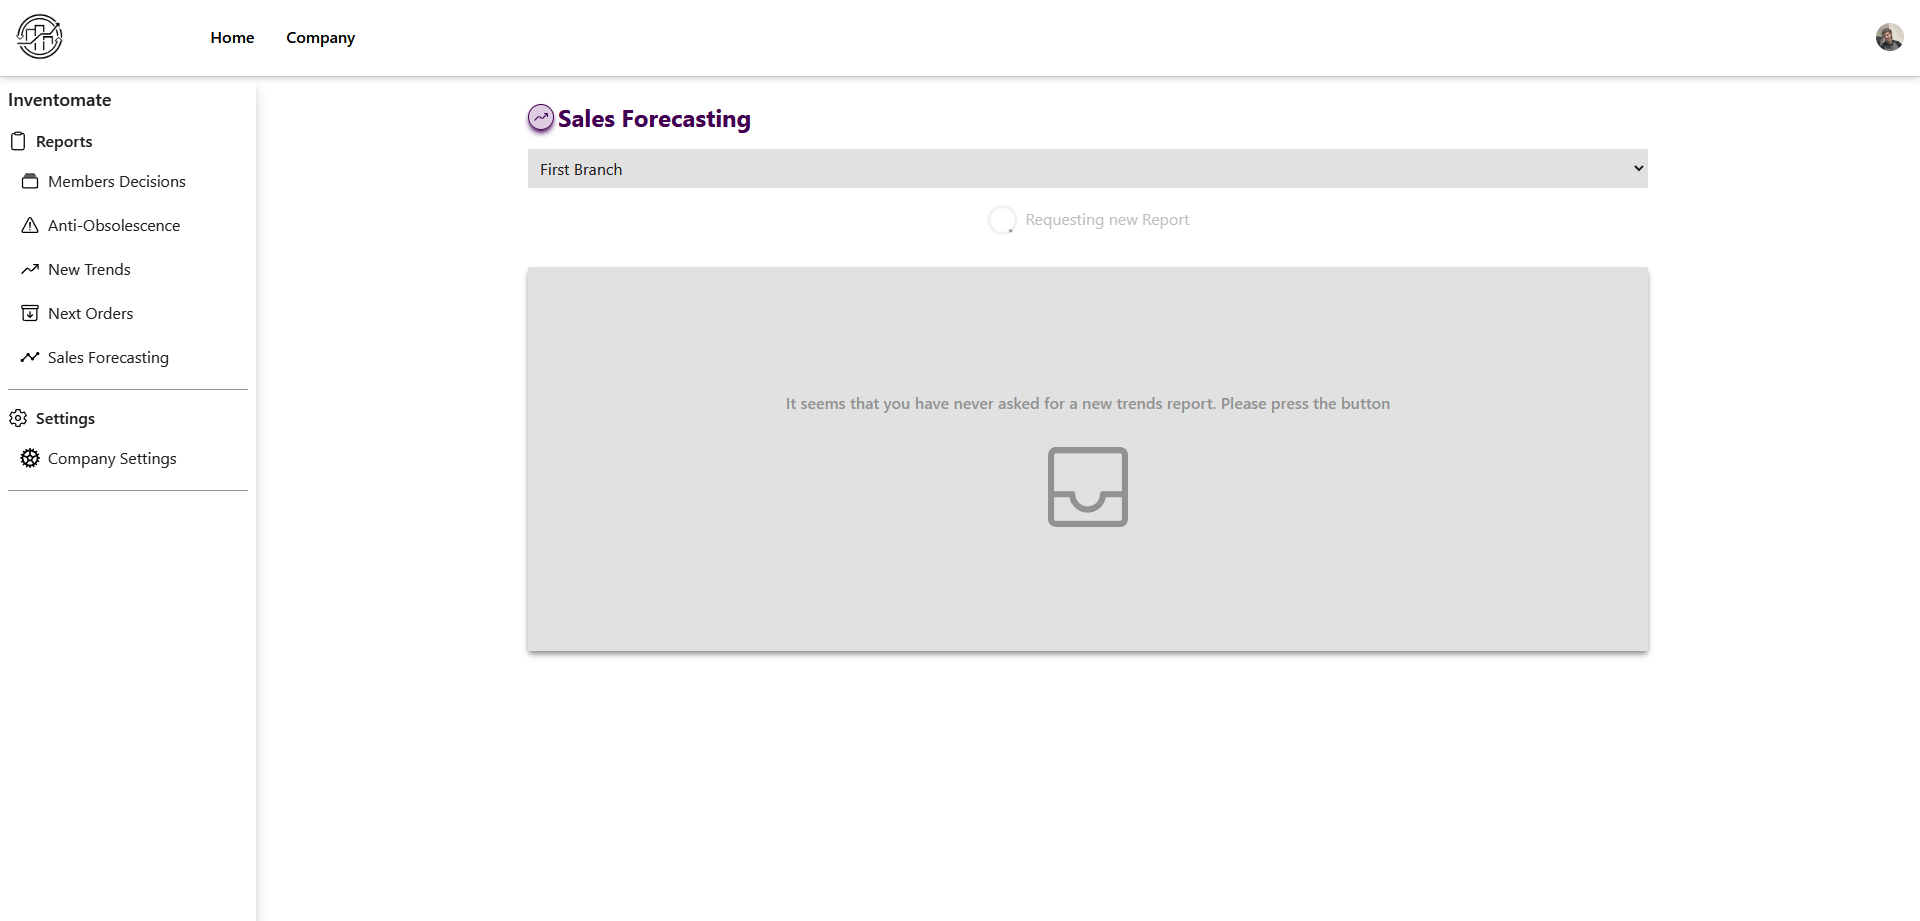 Home
Company
Inventomate
Reports
Members Decisions
Anti-Obsolescence
New Trends
Next Orders
Sales Forecasting
Settings
Company Settings
Sales Forecasting
First Branch
Requesting new Report
It seems that you have never asked for a new trends report. Please press the button